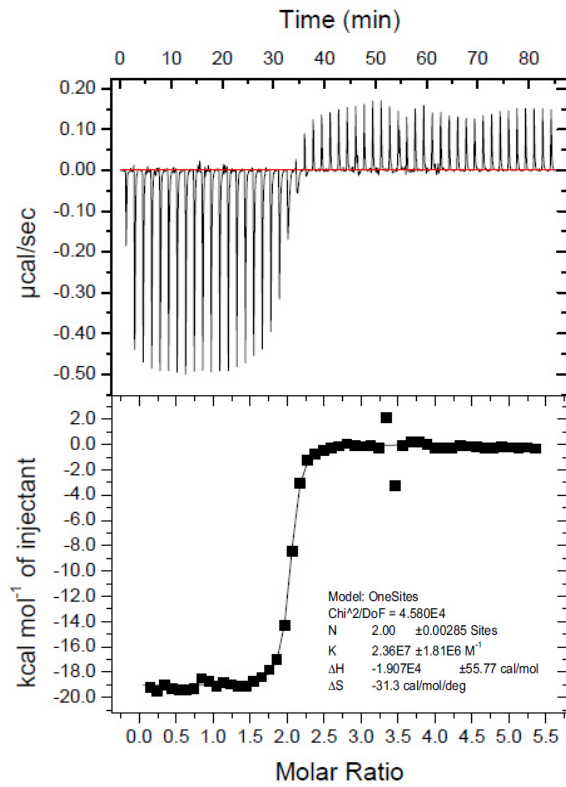 Time (min)
0 10 20 30 40 50 60 70 80
0.20
0.10
0.00
-0.10
-0.20
-0.30
-0.40
-0.50
µcal/sec
2.0
0.0
-2.0
-4.0
-6.0
-8.0
-10.0
-12.0
-14.0
-16.0
-18.0
-20.0
kcal mol⁻¹ of injectant
Model: OneSites
Chi^2/DoF = 4.580E4
N 2.00 ±0.00285 Sites
K 2.36E7 ±1.81E6 M⁻¹
ΔH -1.907E4 ±55.77 cal/mol
ΔS -31.3 cal/mol/deg
0.0 0.5 1.0 1.5 2.0 2.5 3.0 3.5 4.0 4.5 5.0 5.5
Molar Ratio